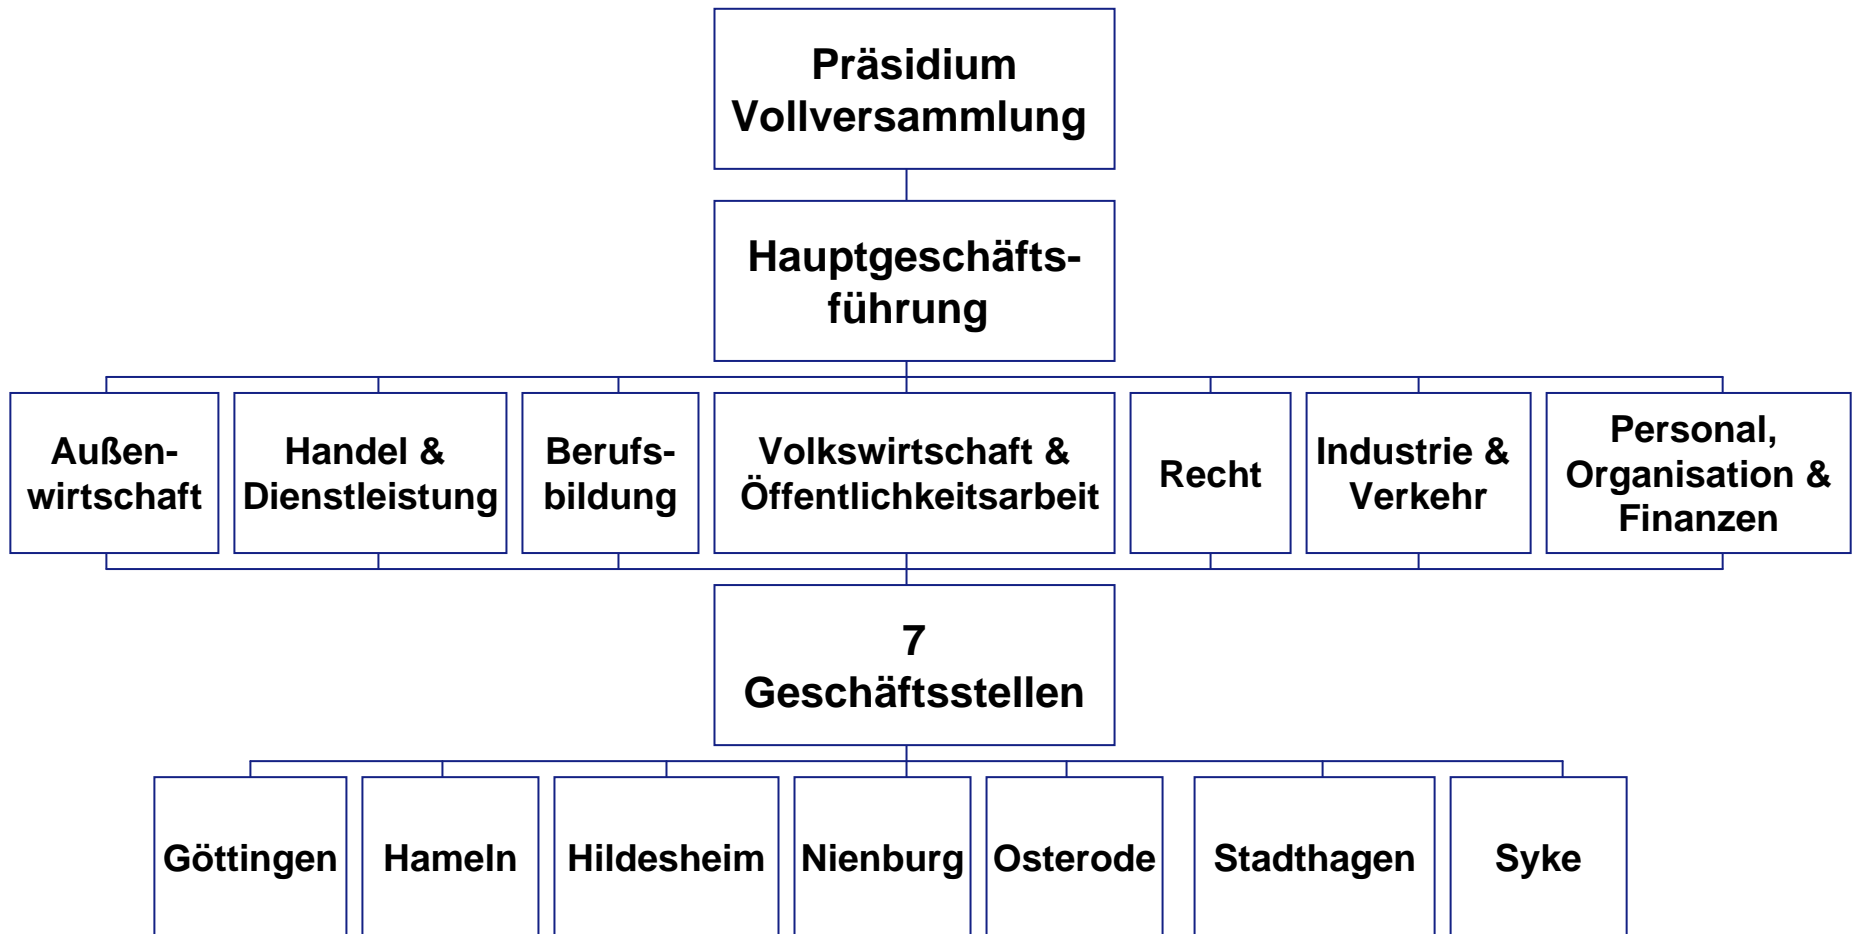 Präsidium
Vollversammlung
Hauptgeschäfts-
führung
Außen-
wirtschaft
Handel &
Dienstleistung
Berufs-
bildung
Volkswirtschaft &
Öffentlichkeitsarbeit
Recht
Industrie &
Verkehr
Personal,
Organisation &
Finanzen
7
Geschäftsstellen
Göttingen
Hameln
Hildesheim
Nienburg
Osterode
Stadthagen
Syke